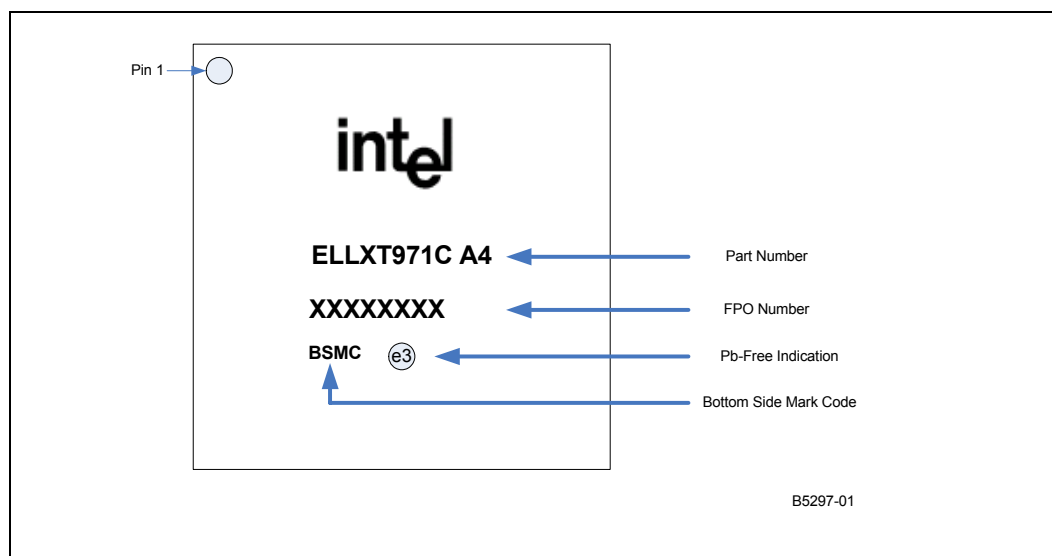 Pin 1
intel
ELLXT971C A4
Part Number
XXXXXXXX
FPO Number
BSMC
e3
Pb-Free Indication
Bottom Side Mark Code
B5297-01